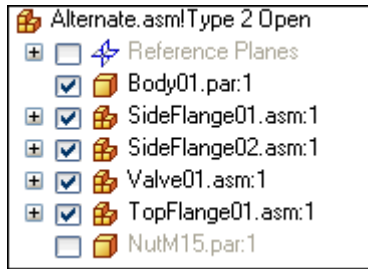 Alternate.asm!Type 2 Open
Reference Planes
Body01.par:1
SideFlange01.asm:1
SideFlange02.asm:1
Valve01.asm:1
TopFlange01.asm:1
NutM15.par:1